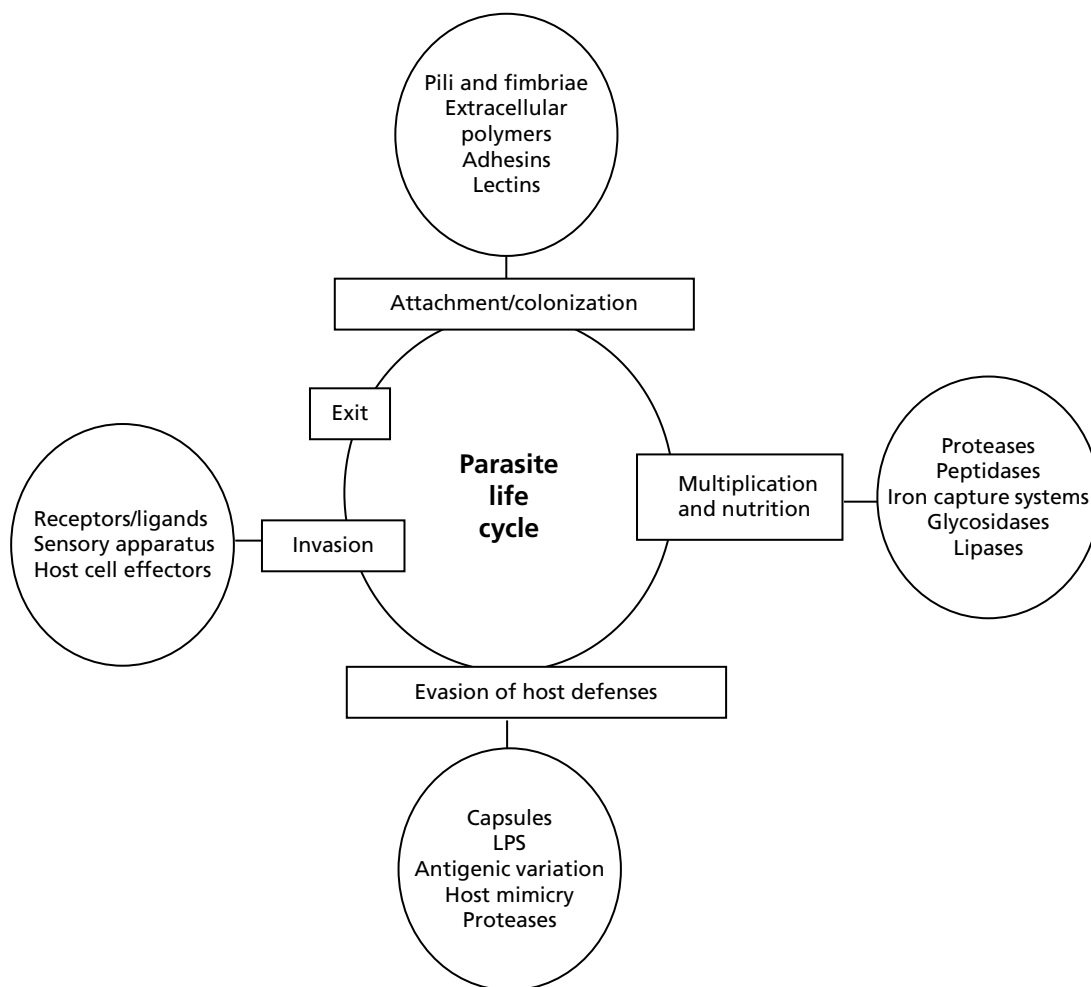 Pili and fimbriae
Extracellular
polymers
Adhesins
Lectins
Attachment/colonization
Exit
Parasite
life
cycle
Multiplication
and nutrition
Proteases
Peptidases
Iron capture systems
Glycosidases
Lipases
Receptors/ligands
Sensory apparatus
Host cell effectors
Invasion
Evasion of host defenses
Capsules
LPS
Antigenic variation
Host mimicry
Proteases